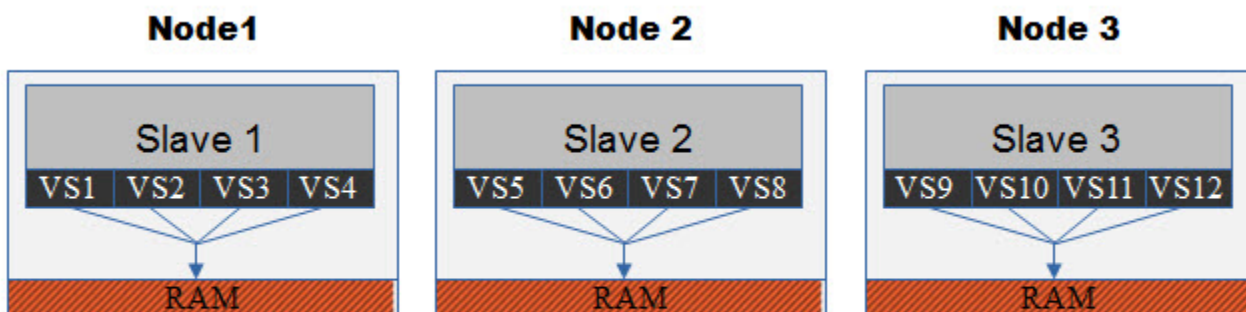 Node1 Node 2 Node 3
Slave 1 Slave 2 Slave 3
VS1 VS2 VS3 VS4 VS5 VS6 VS7 VS8 VS9 VS10 VS11 VS12
RAM RAM RAM